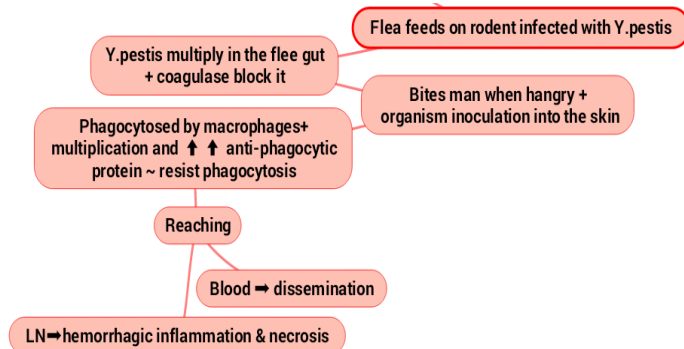 Flea feeds on rodent infected with Y.pestis
Y.pestis multiply in the flee gut
+ coagulase block it
Bites man when hangry +
organism inoculation into the skin
Phagocytosed by macrophages+
multiplication and ⬆ ⬆ anti-phagocytic
protein ~ resist phagocytosis
Reaching
Blood ➡ dissemination
LN➡hemorrhagic inflammation & necrosis